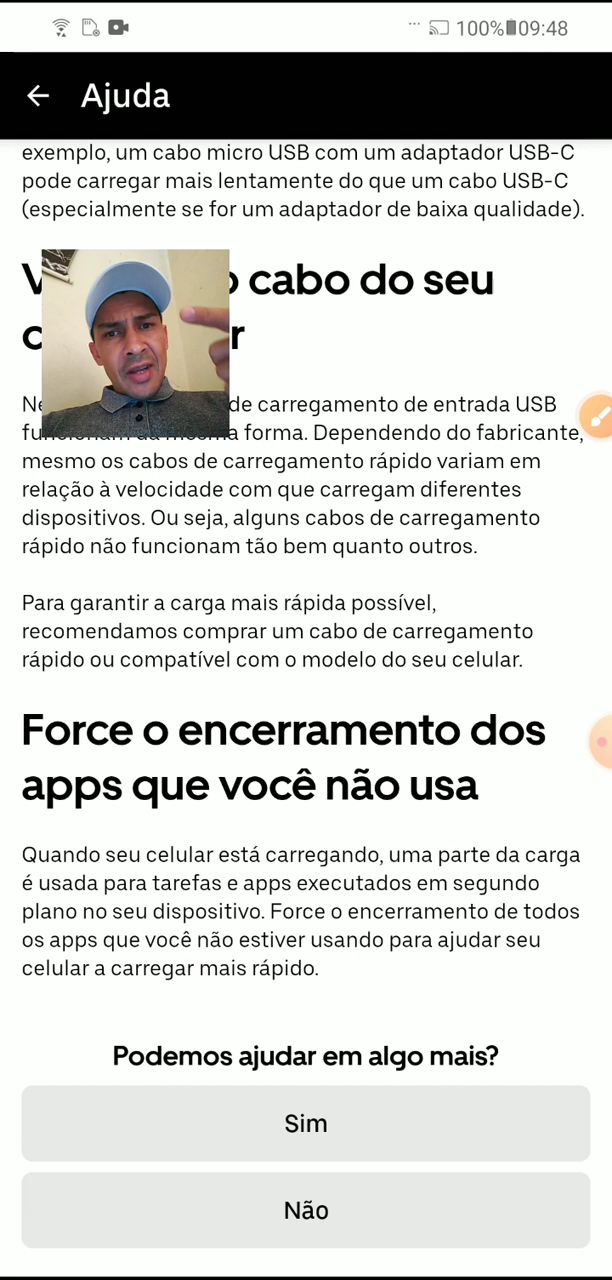 100% 09:48
Ajuda
exemplo, um cabo micro USB com um adaptador USB-C
pode carregar mais lentamente do que um cabo USB-C
(especialmente se for um adaptador de baixa qualidade).
cabo do seu
de carregamento de entrada USB
forma. Dependendo do fabricante,
mesmo os cabos de carregamento rápido variam em
relação à velocidade com que carregam diferentes
dispositivos. Ou seja, alguns cabos de carregamento
rápido não funcionam tão bem quanto outros.
Para garantir a carga mais rápida possível,
recomendamos comprar um cabo de carregamento
rápido ou compatível com o modelo do seu celular.
Force o encerramento dos
apps que você não usa
Quando seu celular está carregando, uma parte da carga
é usada para tarefas e apps executados em segundo
plano no seu dispositivo. Force o encerramento de todos
os apps que você não estiver usando para ajudar seu
celular a carregar mais rápido.
Podemos ajudar em algo mais?
Sim
Não